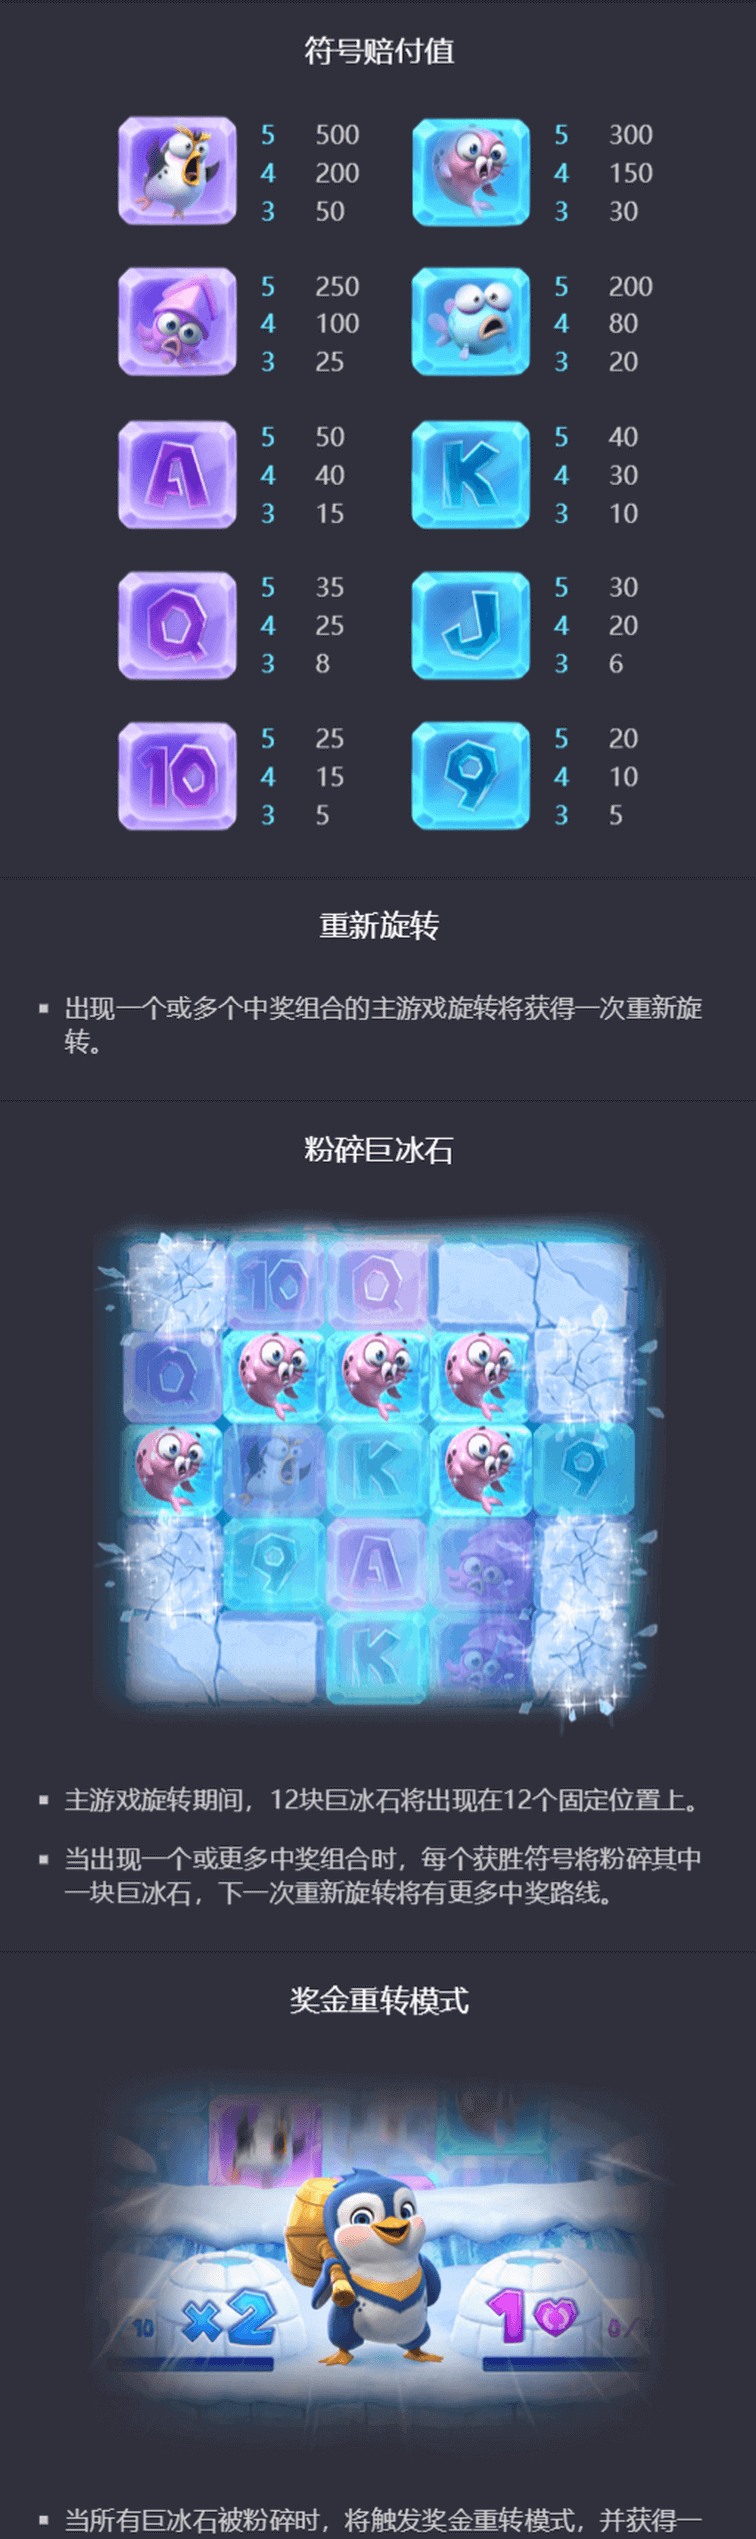 符号赔付值
5 500 5 300
4 200 4 150
3 50 3 30
5 250 5 200
4 100 4 80
3 25 3 20
A 5 50 K 5 40
4 40 4 30
3 15 3 10
Q 5 35 J 5 30
4 25 4 20
3 8 3 6
10 5 25 9 5 20
4 15 4 10
3 5 3 5
重新旋转
出现一个或多个中奖组合的主游戏旋转将获得一次重新旋
转。
粉碎巨冰石
10 Q
Q
K 9
9 A
K
主游戏旋转期间，12块巨冰石将出现在12个固定位置上。
当出现一个或更多中奖组合时，每个获胜符号将粉碎其中
一块巨冰石，下一次重新旋转将有更多中奖路线。
奖金重转模式
10 ×2 1 0/10
当所有巨冰石被粉碎时，将触发奖金重转模式，并获得一